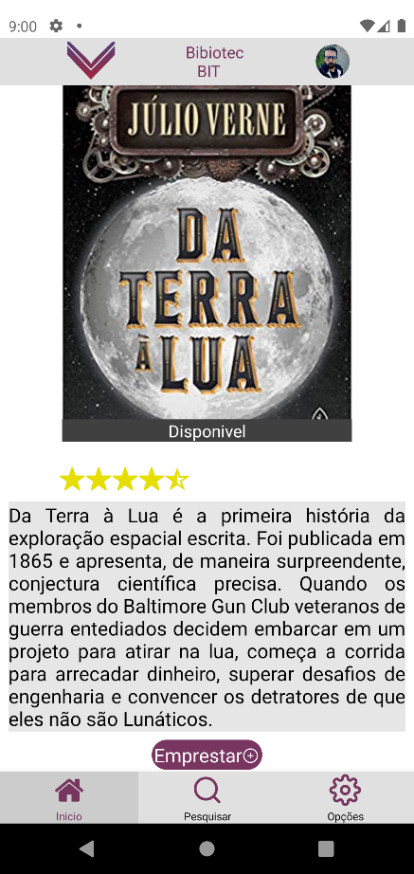 9:00
Bibiotec
BIT
JÚLIO VERNE
DA
TERRA
À LUA
Disponivel
Da Terra à Lua é a primeira história da
exploração espacial escrita. Foi publicada em
1865 e apresenta, de maneira surpreendente,
conjectura científica precisa. Quando os
membros do Baltimore Gun Club veteranos de
guerra entediados decidem embarcar em um
projeto para atirar na lua, começa a corrida
para arrecadar dinheiro, superar desafios de
engenharia e convencer os detratores de que
eles não são Lunáticos.
Emprestar
Inicio
Pesquisar
Opções